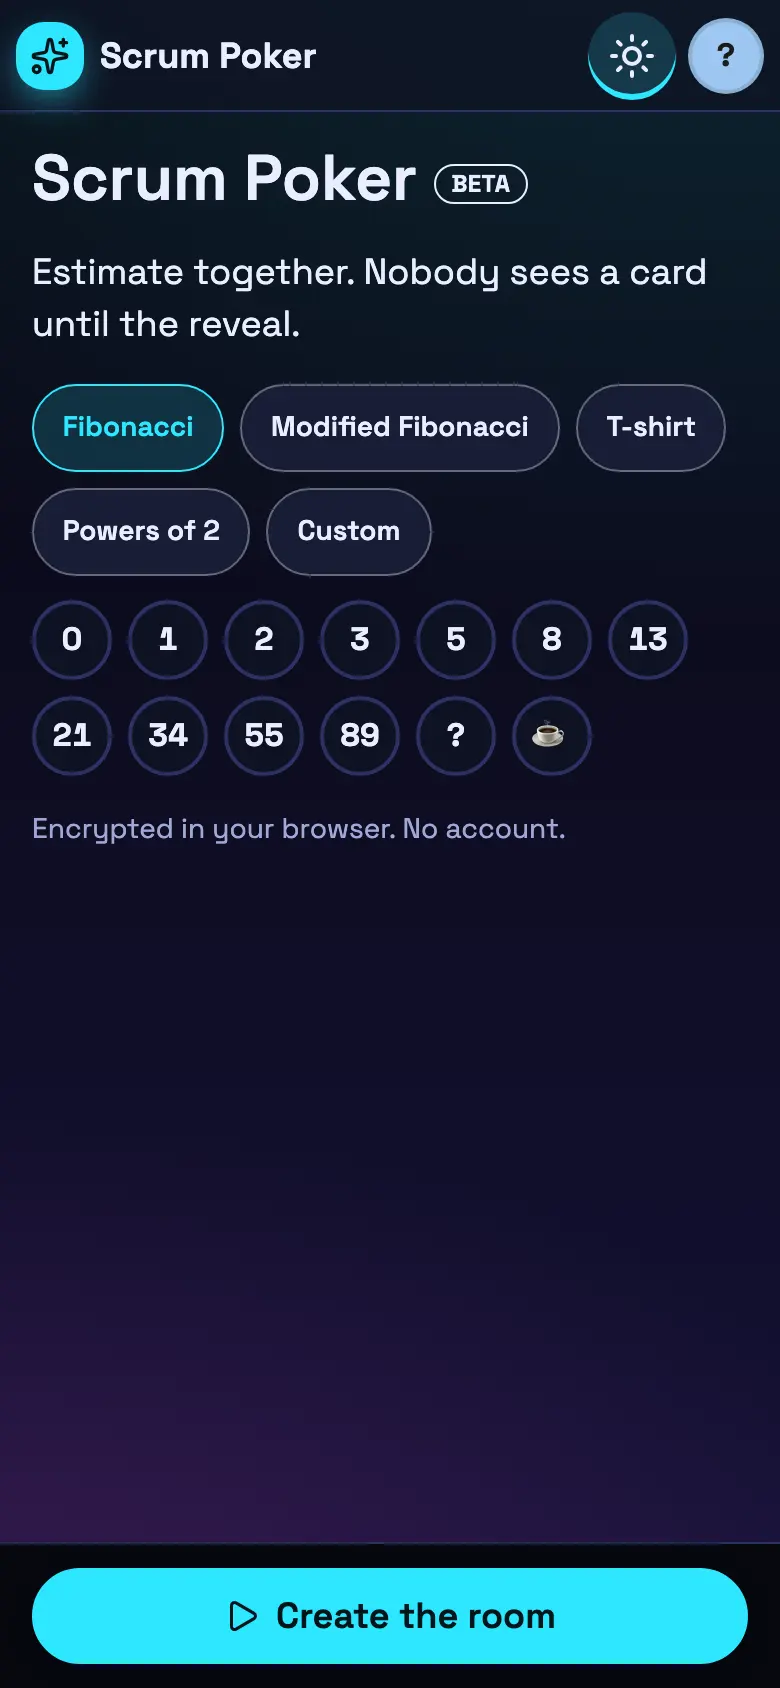 Scrum Poker
?
Scrum Poker BETA
Estimate together. Nobody sees a card
until the reveal.
Fibonacci Modified Fibonacci T-shirt
Powers of 2 Custom
0 1 2 3 5 8 13
21 34 55 89 ? ☕
Encrypted in your browser. No account.
Create the room